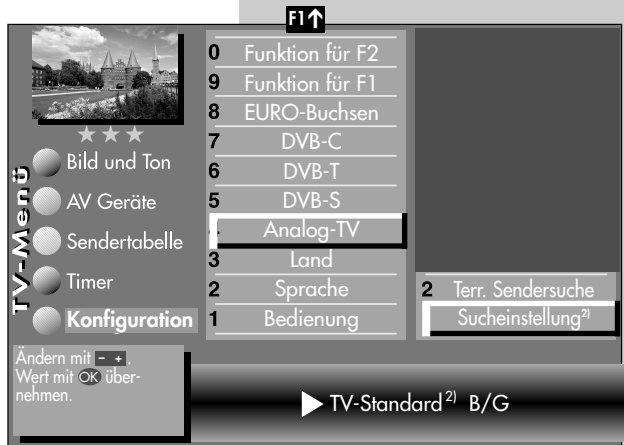 F1↑
0 Funktion für F2
9 Funktion für F1
8 EURO-Buchsen
7 DVB-C
6 DVB-T
5 DVB-S
Analog-TV
3 Land
2 Sprache
1 Bedienung
TV-Menü
Bild und Ton
AV Geräte
Sendertabelle
Timer
Konfiguration
2 Terr. Sendersuche
Sucheinstellung2)
Ändern mit - + .
Wert mit OK über-
nehmen.
TV-Standard 2) B/G